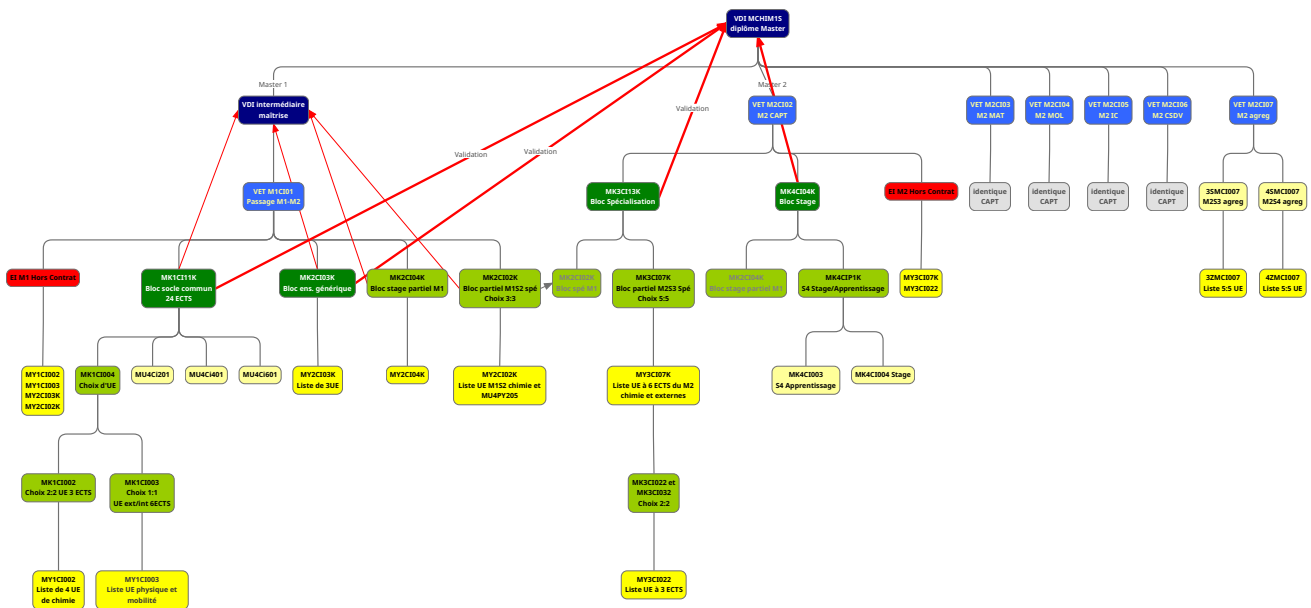 VDI MCHIM1S
diplôme Master
Master 1
Master 2
VDI intermédiaire
maîtrise
Validation
VET M2CI02
M2 CAPT
VET M2CI03
M2 MAT
VET M2CI04
M2 MOL
VET M2CI05
M2 IC
VET M2CI06
M2 CSDV
VET M2CI07
M2 agreg
Validation
Validation
VET M1CI01
Passage M1-M2
MK3CI13K
Bloc Spécialisation
MK4CI04K
Bloc Stage
EI M2 Hors Contrat
identique
CAPT
identique
CAPT
identique
CAPT
identique
CAPT
3SMCI007
M2S3 agreg
4SMCI007
M2S4 agreg
EI M1 Hors Contrat
MK1CI11K
Bloc socle commun
24 ECTS
MK2CI03K
Bloc ens. générique
MK2CI04K
Bloc stage partiel M1
MK2CI02K
Bloc partiel M1S2 spé
Choix 3:3
MK2CI02K
Bloc spé M1
MK3CI07K
Bloc partiel M2S3 Spé
Choix 5:5
MK2CI04K
Bloc stage partiel M1
MK4CIP1K
S4 Stage/Apprentissage
MY3CI07K
MY3CI022
3ZMCI007
Liste 5:5 UE
4ZMCI007
Liste 5:5 UE
MY1CI002
MY1CI003
MY2CI03K
MY2CI02K
MK1CI004
Choix d'UE
MU4Ci201
MU4Ci401
MU4Ci601
MY2CI03K
Liste de 3UE
MY2CI04K
MY2CI02K
Liste UE M1S2 chimie et
MU4PY205
MY3CI07K
Liste UE à 6 ECTS du M2
chimie et externes
MK4CI003
S4 Apprentissage
MK4CI004 Stage
MK1CI002
Choix 2:2 UE 3 ECTS
MK1CI003
Choix 1:1
UE ext/int 6ECTS
MK3CI022 et
MK3CI032
Choix 2:2
MY1CI002
Liste de 4 UE
de chimie
MY1CI003
Liste UE physique et
mobilité
MY3CI022
Liste UE à 3 ECTS